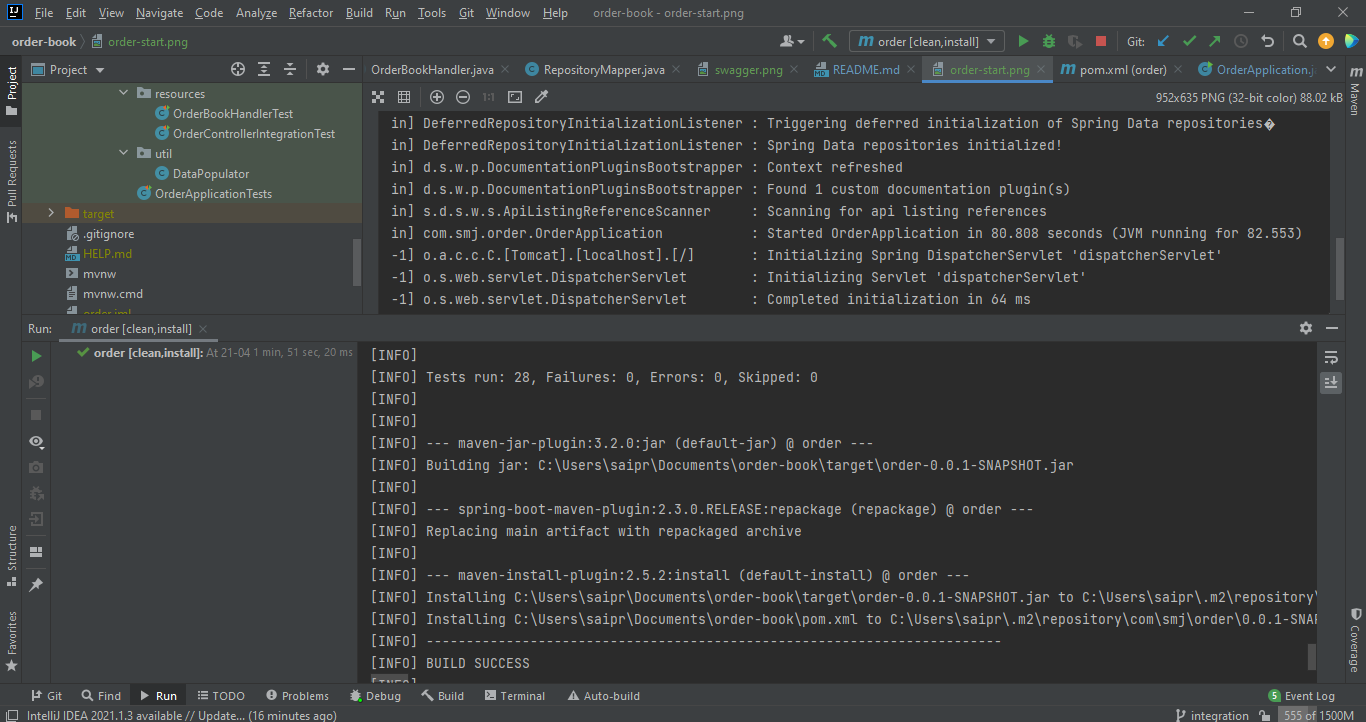 File Edit View Navigate Code Analyze Refactor Build Run Tools Git Window Help order-book - order-start.png
order-book order-start.png order [clean,install] Git:
Project OrderBookHandler.java RepositoryMapper.java swagger.png README.md order-start.png pom.xml (order) OrderApplication.j
1:1 952x635 PNG (32-bit color) 88.02 kB
resources
OrderBookHandlerTest
OrderControllerIntegrationTest
util
DataPopulator
OrderApplicationTests
target
.gitignore
HELP.md
mvnw
mvnw.cmd
order.iml
in] DeferredRepositoryInitializationListener : Triggering deferred initialization of Spring Data repositories�
in] DeferredRepositoryInitializationListener : Spring Data repositories initialized!
in] d.s.w.p.DocumentationPluginsBootstrapper : Context refreshed
in] d.s.w.p.DocumentationPluginsBootstrapper : Found 1 custom documentation plugin(s)
in] s.d.s.w.s.ApiListingReferenceScanner : Scanning for api listing references
in] com.smj.order.OrderApplication : Started OrderApplication in 80.808 seconds (JVM running for 82.553)
-1] o.a.c.c.C.[Tomcat].[localhost].[/] : Initializing Spring DispatcherServlet 'dispatcherServlet'
-1] o.s.web.servlet.DispatcherServlet : Initializing Servlet 'dispatcherServlet'
-1] o.s.web.servlet.DispatcherServlet : Completed initialization in 64 ms
Project
Pull Requests
Structure
Favorites
Maven
Coverage
Run: order [clean,install]
order [clean,install]: At 21-04 1 min, 51 sec, 20 ms
[INFO]
[INFO] Tests run: 28, Failures: 0, Errors: 0, Skipped: 0
[INFO]
[INFO]
[INFO] --- maven-jar-plugin:3.2.0:jar (default-jar) @ order ---
[INFO] Building jar: C:\Users\saipr\Documents\order-book\target\order-0.0.1-SNAPSHOT.jar
[INFO]
[INFO] --- spring-boot-maven-plugin:2.3.0.RELEASE:repackage (repackage) @ order ---
[INFO] Replacing main artifact with repackaged archive
[INFO]
[INFO] --- maven-install-plugin:2.5.2:install (default-install) @ order ---
[INFO] Installing C:\Users\saipr\Documents\order-book\target\order-0.0.1-SNAPSHOT.jar to C:\Users\saipr\.m2\repository\
[INFO] Installing C:\Users\saipr\Documents\order-book\pom.xml to C:\Users\saipr\.m2\repository\com\smj\order\0.0.1-SNAP
[INFO] ------------------------------------------------------------------------
[INFO] BUILD SUCCESS
[INFO]
Git Find Run TODO Problems Debug Build Terminal Auto-build 5 Event Log
IntelliJ IDEA 2021.1.3 available // Update... (16 minutes ago) integration 555 of 1500M